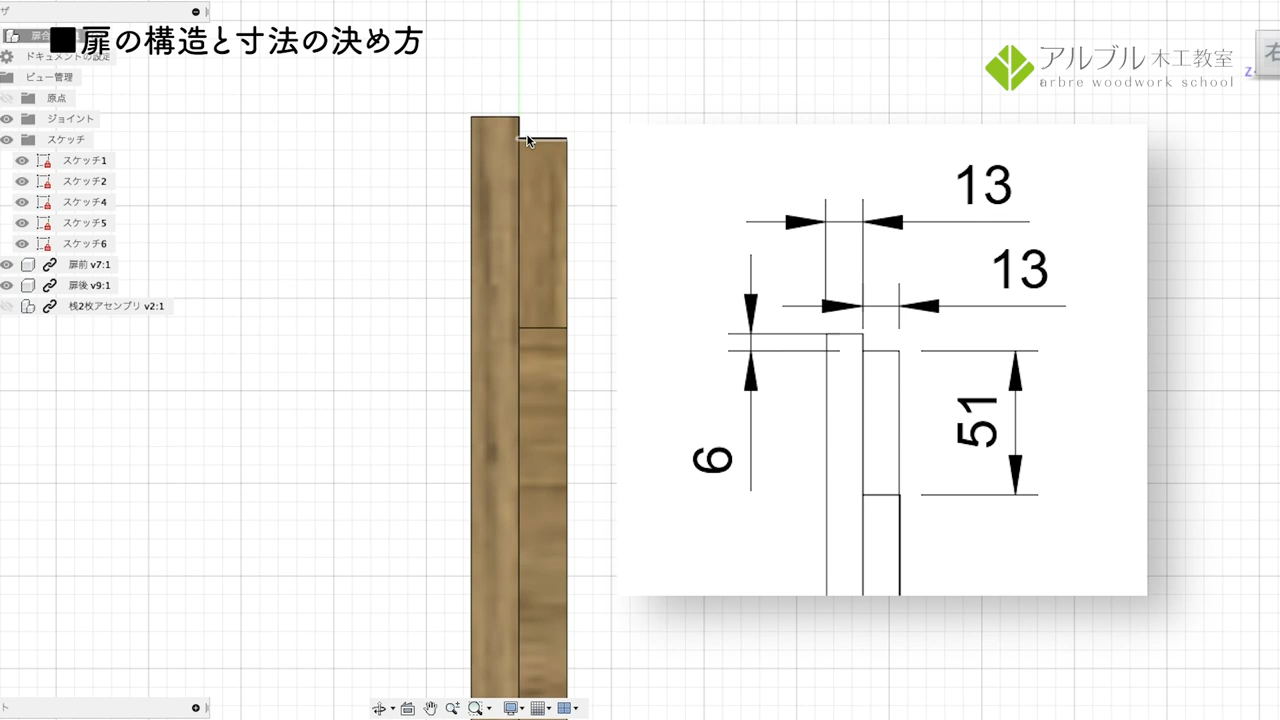 ザ
■扉の構造と寸法の決め方
ドキュメントの設定
ビュー管理
原点
ジョイント
スケッチ
スケッチ1
スケッチ2
スケッチ4
スケッチ5
スケッチ6
扉前 v7:1
扉後 v9:1
桟2枚アセンブリ v2:1
ト
アルブル木工教室
arbre woodwork school
Z
右
13
13
6
51